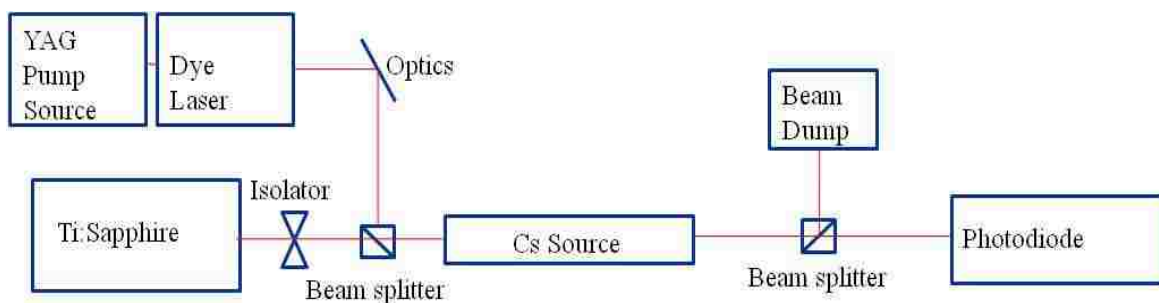 YAG
Pump
Source
Dye
Laser
Optics
Beam
Dump
Isolator
Ti:Sapphire
Cs Source
Photodiode
Beam splitter
Beam splitter